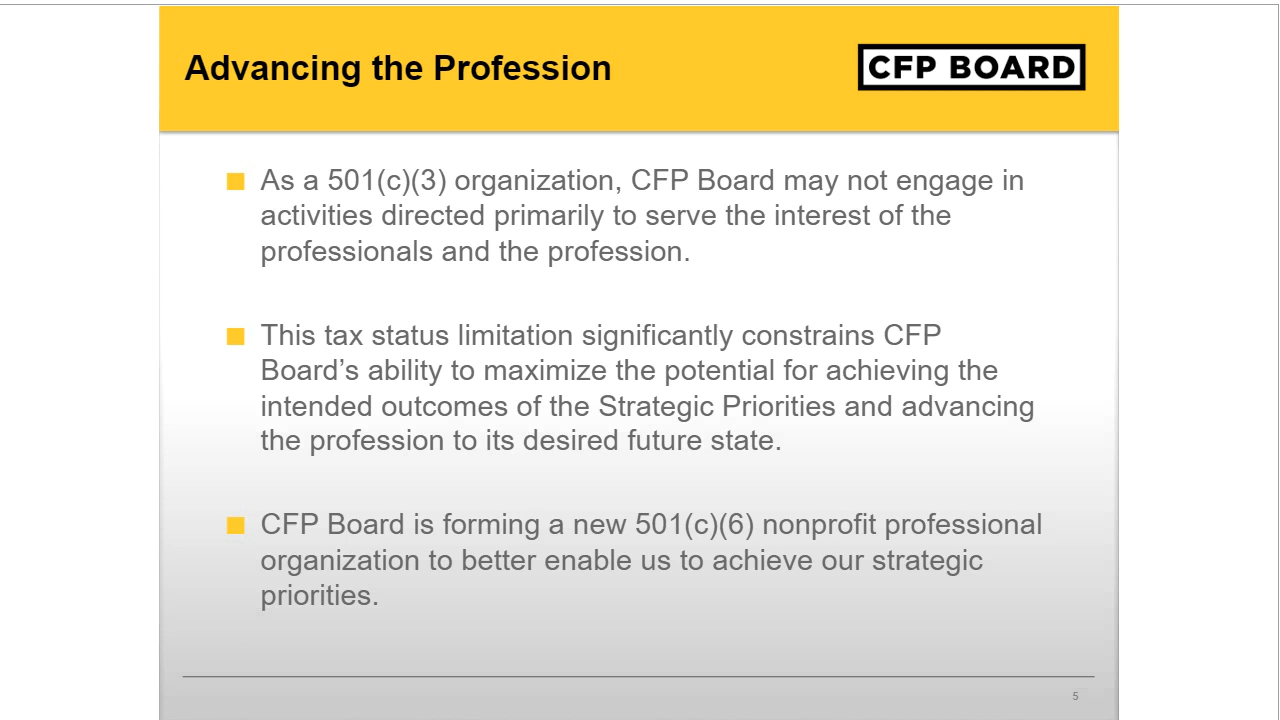 Advancing the Profession
CFP BOARD
As a 501(c)(3) organization, CFP Board may not engage in
activities directed primarily to serve the interest of the
professionals and the profession.
This tax status limitation significantly constrains CFP
Board’s ability to maximize the potential for achieving the
intended outcomes of the Strategic Priorities and advancing
the profession to its desired future state.
CFP Board is forming a new 501(c)(6) nonprofit professional
organization to better enable us to achieve our strategic
priorities.
5